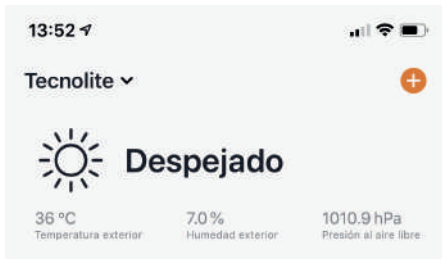 13:52
Tecnolite
Despejado
36 °C 7.0 % 1010.9 hPa
Temperatura exterior Humedad exterior Presión al aire libre